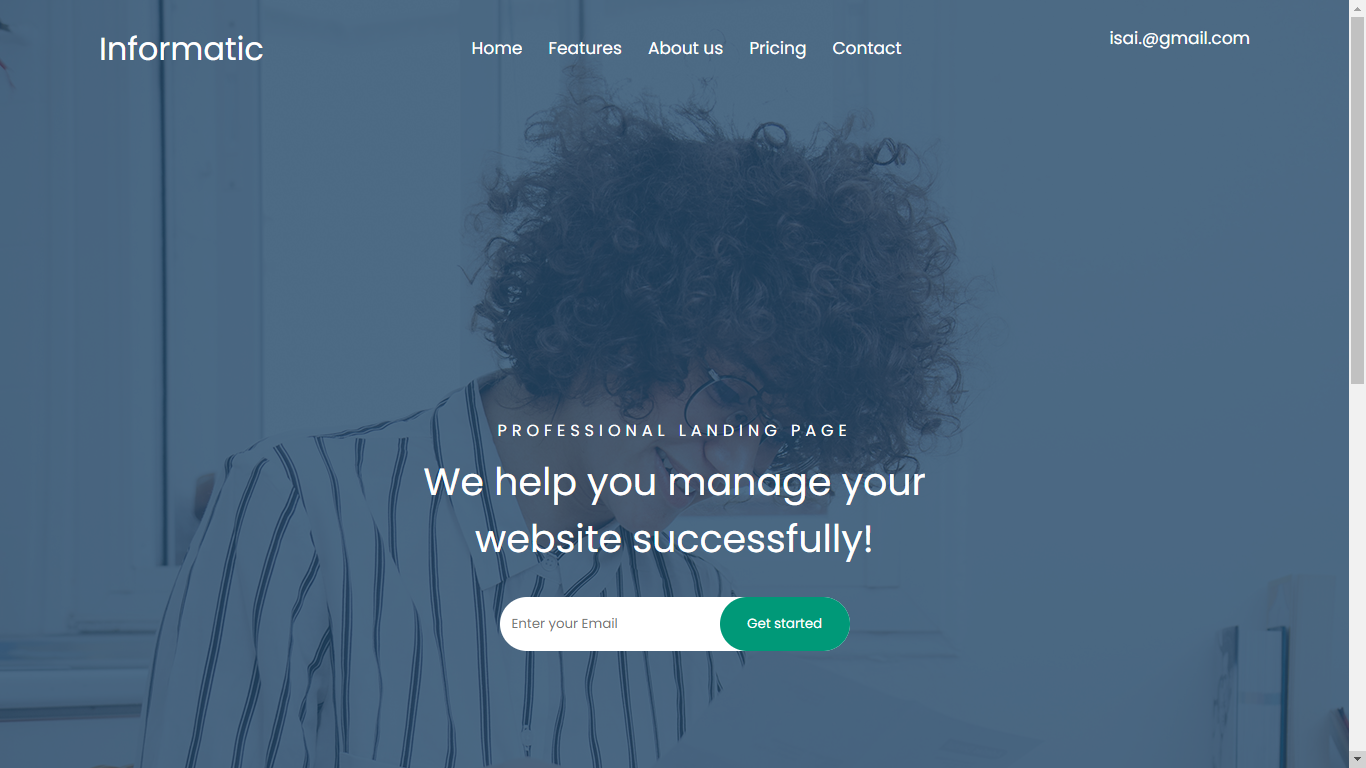 Informatic
Home Features About us Pricing Contact
isai.@gmail.com
PROFESSIONAL LANDING PAGE
We help you manage your
website successfully!
Enter your Email
Get started